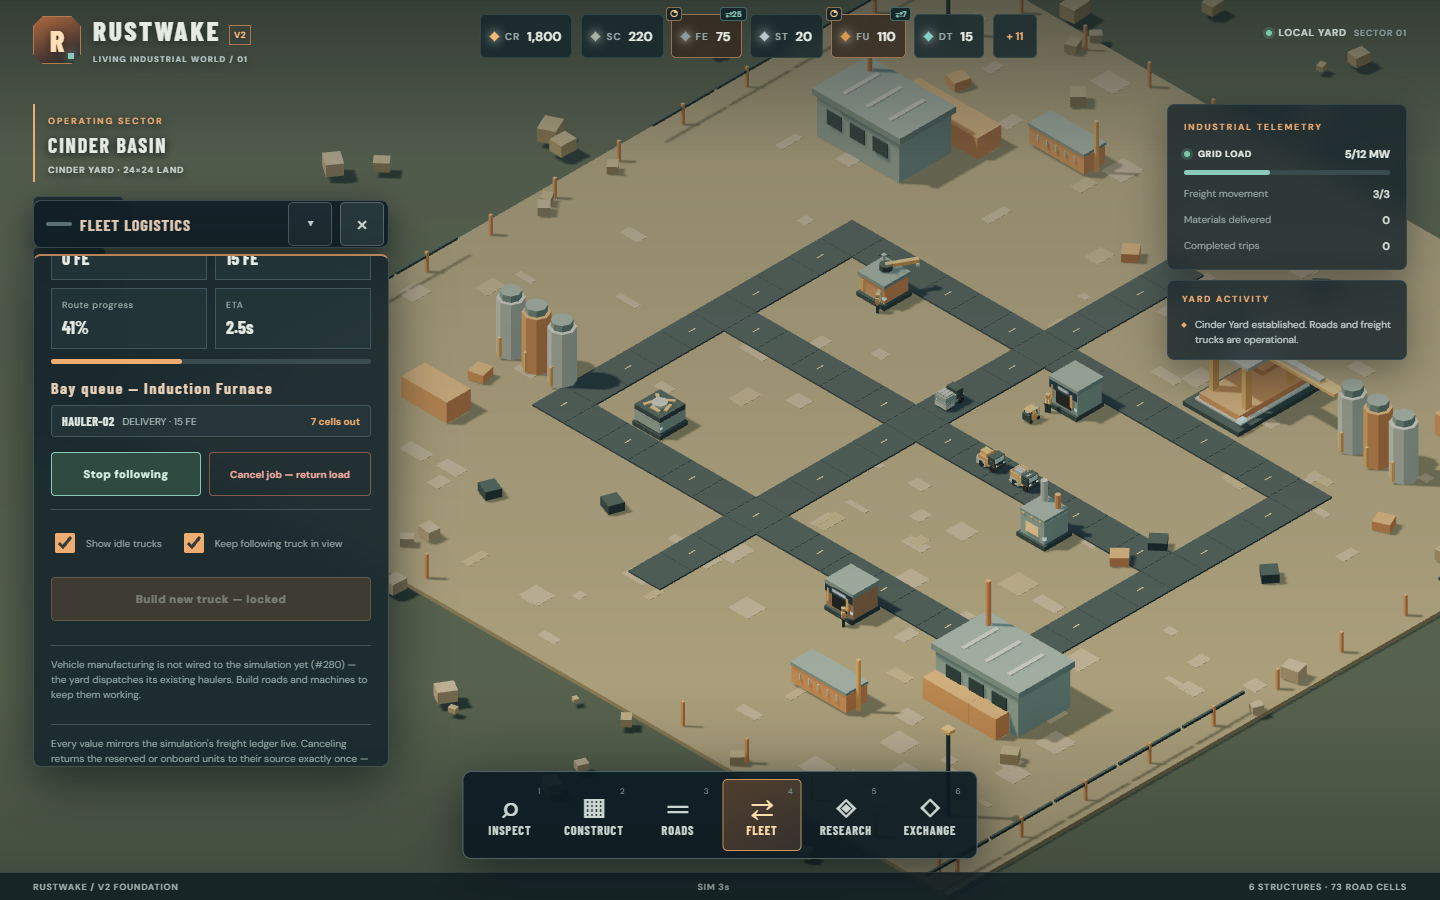 R
RUSTWAKE V2
LIVING INDUSTRIAL WORLD / 01
CR 1,800
SC 220
FE 75
⇄25
ST 20
FU 110
⇄7
DT 15
+ 11
LOCAL YARD SECTOR 01
OPERATING SECTOR
CINDER BASIN
CINDER YARD · 24×24 LAND
FLEET LOGISTICS
0 FE
15 FE
Route progress
41%
ETA
2.5s
Bay queue — Induction Furnace
HAULER-02 DELIVERY · 15 FE 7 cells out
Stop following
Cancel job — return load
Show idle trucks
Keep following truck in view
Build new truck — locked
Vehicle manufacturing is not wired to the simulation yet (#280) —
the yard dispatches its existing haulers. Build roads and machines to
keep them working.
Every value mirrors the simulation's freight ledger live. Canceling
returns the reserved or onboard units to their source exactly once —
INDUSTRIAL TELEMETRY
GRID LOAD 5/12 MW
Freight movement 3/3
Materials delivered 0
Completed trips 0
YARD ACTIVITY
Cinder Yard established. Roads and freight
trucks are operational.
1
INSPECT
2
CONSTRUCT
3
ROADS
4
FLEET
5
RESEARCH
6
EXCHANGE
RUSTWAKE / V2 FOUNDATION
SIM 3s
6 STRUCTURES · 73 ROAD CELLS